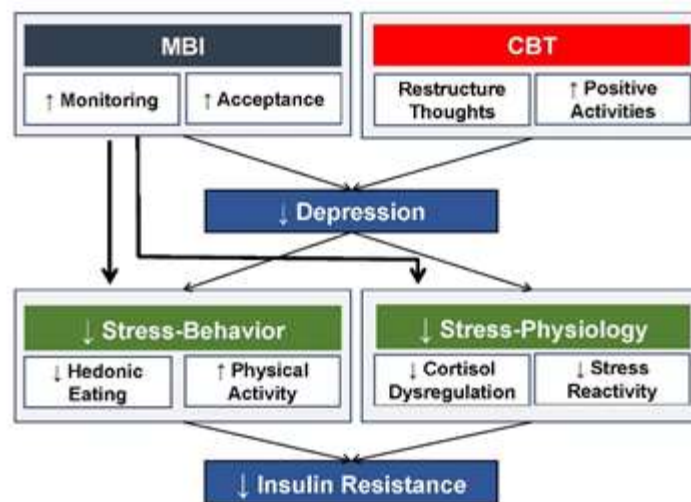 MBI
CBT
↑ Monitoring
↑ Acceptance
Restructure
Thoughts
↑ Positive
Activities
↓ Depression
↓ Stress-Behavior
↓ Stress-Physiology
↓ Hedonic
Eating
↑ Physical
Activity
↓ Cortisol
Dysregulation
↓ Stress
Reactivity
↓ Insulin Resistance